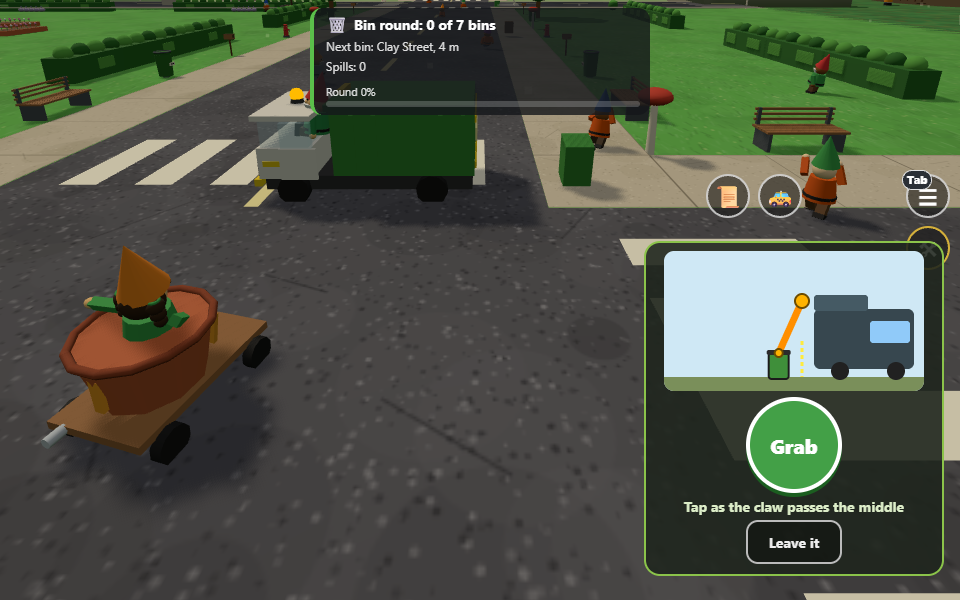 Bin round: 0 of 7 bins
Next bin: Clay Street, 4 m
Spills: 0
Round 0%
Tab
Grab
Tap as the claw passes the middle
Leave it